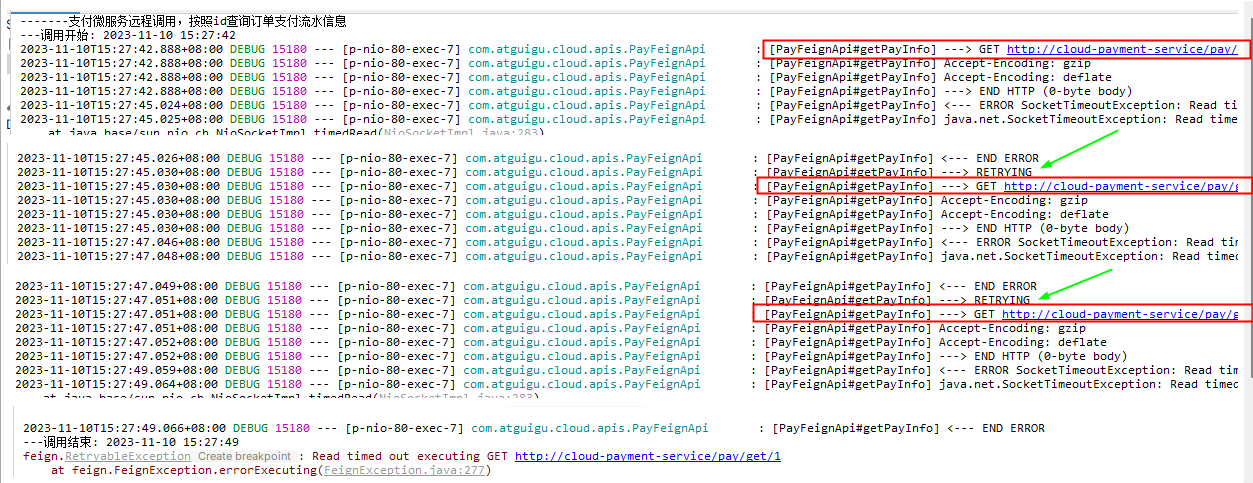 -------支付微服务远程调用，按照id查询订单支付流水信息
---调用开始: 2023-11-10 15:27:42
2023-11-10T15:27:42.888+08:00 DEBUG 15180 --- [p-nio-80-exec-7] com.atguigu.cloud.apis.PayFeignApi : [PayFeignApi#getPayInfo] ---> GET http://cloud-payment-service/pay/
2023-11-10T15:27:42.888+08:00 DEBUG 15180 --- [p-nio-80-exec-7] com.atguigu.cloud.apis.PayFeignApi : [PayFeignApi#getPayInfo] Accept-Encoding: gzip
2023-11-10T15:27:42.888+08:00 DEBUG 15180 --- [p-nio-80-exec-7] com.atguigu.cloud.apis.PayFeignApi : [PayFeignApi#getPayInfo] Accept-Encoding: deflate
2023-11-10T15:27:42.888+08:00 DEBUG 15180 --- [p-nio-80-exec-7] com.atguigu.cloud.apis.PayFeignApi : [PayFeignApi#getPayInfo] ---> END HTTP (0-byte body)
2023-11-10T15:27:45.024+08:00 DEBUG 15180 --- [p-nio-80-exec-7] com.atguigu.cloud.apis.PayFeignApi : [PayFeignApi#getPayInfo] <--- ERROR SocketTimeoutException: Read tim
2023-11-10T15:27:45.025+08:00 DEBUG 15180 --- [p-nio-80-exec-7] com.atguigu.cloud.apis.PayFeignApi : [PayFeignApi#getPayInfo] java.net.SocketTimeoutException: Read time
at java.base/sun.nio.ch.NioSocketImpl.timedRead(NioSocketImpl.java:283)
2023-11-10T15:27:45.026+08:00 DEBUG 15180 --- [p-nio-80-exec-7] com.atguigu.cloud.apis.PayFeignApi : [PayFeignApi#getPayInfo] <--- END ERROR
2023-11-10T15:27:45.030+08:00 DEBUG 15180 --- [p-nio-80-exec-7] com.atguigu.cloud.apis.PayFeignApi : [PayFeignApi#getPayInfo] ---> RETRYING
2023-11-10T15:27:45.030+08:00 DEBUG 15180 --- [p-nio-80-exec-7] com.atguigu.cloud.apis.PayFeignApi : [PayFeignApi#getPayInfo] ---> GET http://cloud-payment-service/pay/g
2023-11-10T15:27:45.030+08:00 DEBUG 15180 --- [p-nio-80-exec-7] com.atguigu.cloud.apis.PayFeignApi : [PayFeignApi#getPayInfo] Accept-Encoding: gzip
2023-11-10T15:27:45.030+08:00 DEBUG 15180 --- [p-nio-80-exec-7] com.atguigu.cloud.apis.PayFeignApi : [PayFeignApi#getPayInfo] Accept-Encoding: deflate
2023-11-10T15:27:45.030+08:00 DEBUG 15180 --- [p-nio-80-exec-7] com.atguigu.cloud.apis.PayFeignApi : [PayFeignApi#getPayInfo] ---> END HTTP (0-byte body)
2023-11-10T15:27:47.046+08:00 DEBUG 15180 --- [p-nio-80-exec-7] com.atguigu.cloud.apis.PayFeignApi : [PayFeignApi#getPayInfo] <--- ERROR SocketTimeoutException: Read tim
2023-11-10T15:27:47.048+08:00 DEBUG 15180 --- [p-nio-80-exec-7] com.atguigu.cloud.apis.PayFeignApi : [PayFeignApi#getPayInfo] java.net.SocketTimeoutException: Read timed
2023-11-10T15:27:47.049+08:00 DEBUG 15180 --- [p-nio-80-exec-7] com.atguigu.cloud.apis.PayFeignApi : [PayFeignApi#getPayInfo] <--- END ERROR
2023-11-10T15:27:47.051+08:00 DEBUG 15180 --- [p-nio-80-exec-7] com.atguigu.cloud.apis.PayFeignApi : [PayFeignApi#getPayInfo] ---> RETRYING
2023-11-10T15:27:47.051+08:00 DEBUG 15180 --- [p-nio-80-exec-7] com.atguigu.cloud.apis.PayFeignApi : [PayFeignApi#getPayInfo] ---> GET http://cloud-payment-service/pay/g
2023-11-10T15:27:47.052+08:00 DEBUG 15180 --- [p-nio-80-exec-7] com.atguigu.cloud.apis.PayFeignApi : [PayFeignApi#getPayInfo] Accept-Encoding: gzip
2023-11-10T15:27:47.052+08:00 DEBUG 15180 --- [p-nio-80-exec-7] com.atguigu.cloud.apis.PayFeignApi : [PayFeignApi#getPayInfo] Accept-Encoding: deflate
2023-11-10T15:27:47.052+08:00 DEBUG 15180 --- [p-nio-80-exec-7] com.atguigu.cloud.apis.PayFeignApi : [PayFeignApi#getPayInfo] ---> END HTTP (0-byte body)
2023-11-10T15:27:49.059+08:00 DEBUG 15180 --- [p-nio-80-exec-7] com.atguigu.cloud.apis.PayFeignApi : [PayFeignApi#getPayInfo] <--- ERROR SocketTimeoutException: Read tim
2023-11-10T15:27:49.064+08:00 DEBUG 15180 --- [p-nio-80-exec-7] com.atguigu.cloud.apis.PayFeignApi : [PayFeignApi#getPayInfo] java.net.SocketTimeoutException: Read timed
at java.base/sun.nio.ch.NioSocketImpl.timedRead(NioSocketImpl.java:283)
2023-11-10T15:27:49.066+08:00 DEBUG 15180 --- [p-nio-80-exec-7] com.atguigu.cloud.apis.PayFeignApi : [PayFeignApi#getPayInfo] <--- END ERROR
---调用结束: 2023-11-10 15:27:49
feign.RetryableException Create breakpoint : Read timed out executing GET http://cloud-payment-service/pay/get/1
at feign.FeignException.errorExecuting(FeignException.java:277)